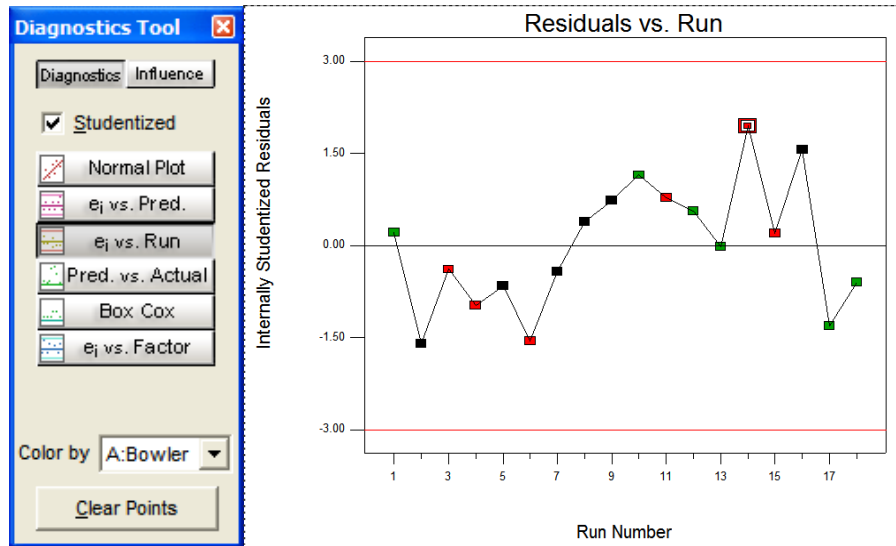 Diagnostics Tool
Diagnostics Influence
Studentized
Normal Plot
ei vs. Pred.
ei vs. Run
Pred. vs. Actual
Box Cox
ei vs. Factor
Color by A:Bowler
Clear Points
Residuals vs. Run
Internally Studentized Residuals
3.00
1.50
0.00
-1.50
-3.00
1 3 5 7 9 11 13 15 17
Run Number